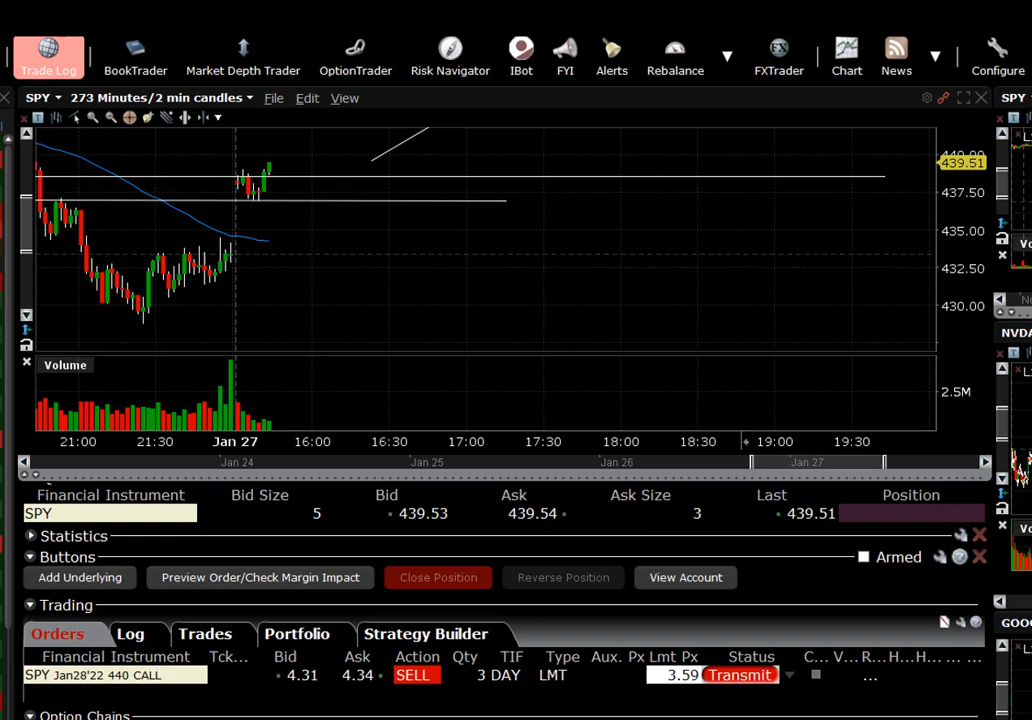 Trade Log BookTrader Market Depth Trader OptionTrader Risk Navigator IBot FYI Alerts Rebalance FX FXTrader Chart News Configure
SPY 273 Minutes/2 min candles File Edit View SPY
440.00
439.51
437.50
435.00
432.50
430.00
Volume
2.5M
21:00 21:30 Jan 27 16:00 16:30 17:00 17:30 18:00 18:30 19:00 19:30
Jan 24 Jan 25 Jan 26 Jan 27
NVDA
Financial Instrument Bid Size Bid Ask Ask Size Last Position
SPY 5 439.53 439.54 3 439.51
Statistics
Buttons Armed
Add Underlying Preview Order/Check Margin Impact Close Position Reverse Position View Account
Trading
GOO
Orders Log Trades Portfolio Strategy Builder
Financial Instrument Tck... Bid Ask Action Qty TIF Type Aux. Px Lmt Px Status C... V... R... H... H... ... ...
SPY Jan28'22 440 CALL 4.31 4.34 SELL 3 DAY LMT 3.59 Transmit ...
Option Chains